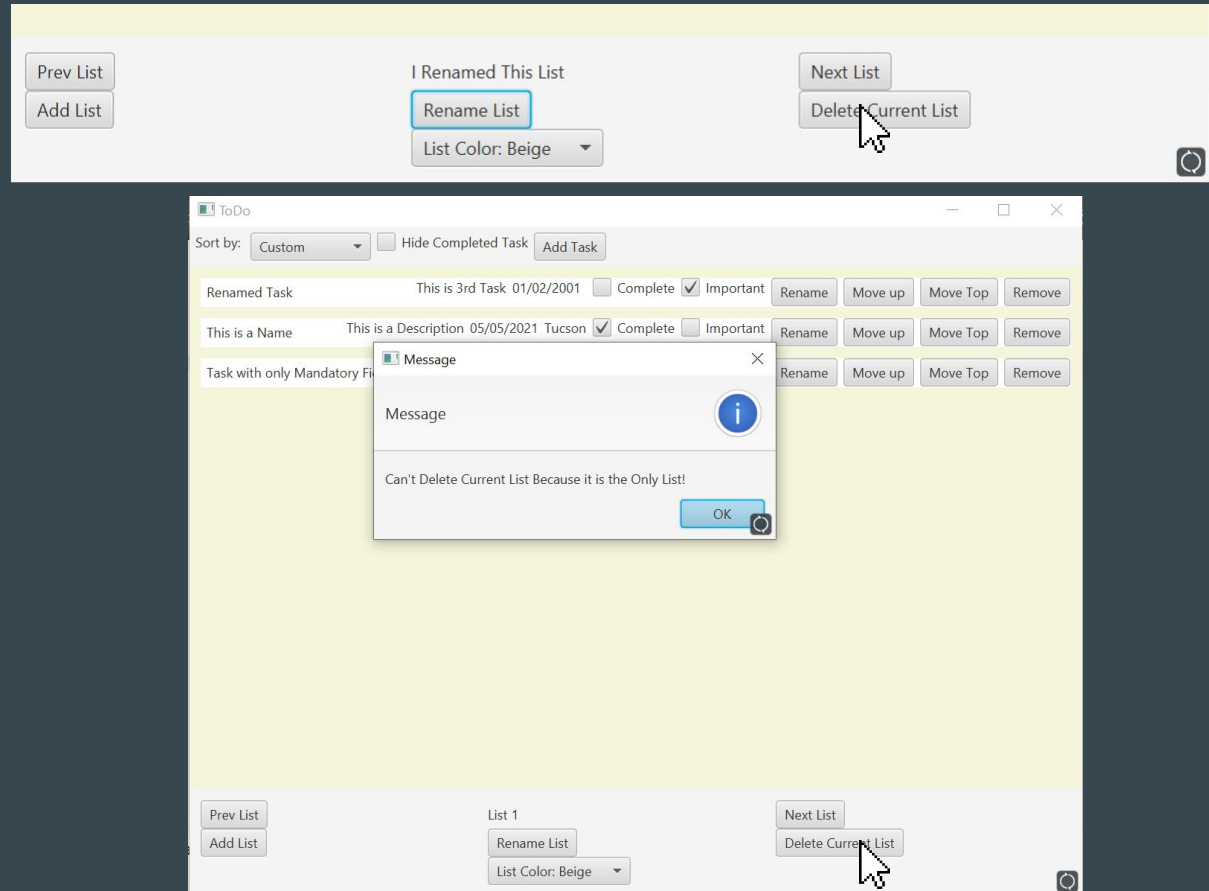 Prev List I Renamed This List Next List
Add List Rename List Delete Current List
List Color: Beige
ToDo
Sort by: Custom Hide Completed Task Add Task
Renamed Task This is 3rd Task 01/02/2001 Complete Important Rename Move up Move Top Remove
This is a Name This is a Description 05/05/2021 Tucson Complete Important Rename Move up Move Top Remove
Task with only Mandatory Fi Rename Move up Move Top Remove
Message
Message
Can't Delete Current List Because it is the Only List!
OK
Prev List List 1 Next List
Add List Rename List Delete Current List
List Color: Beige